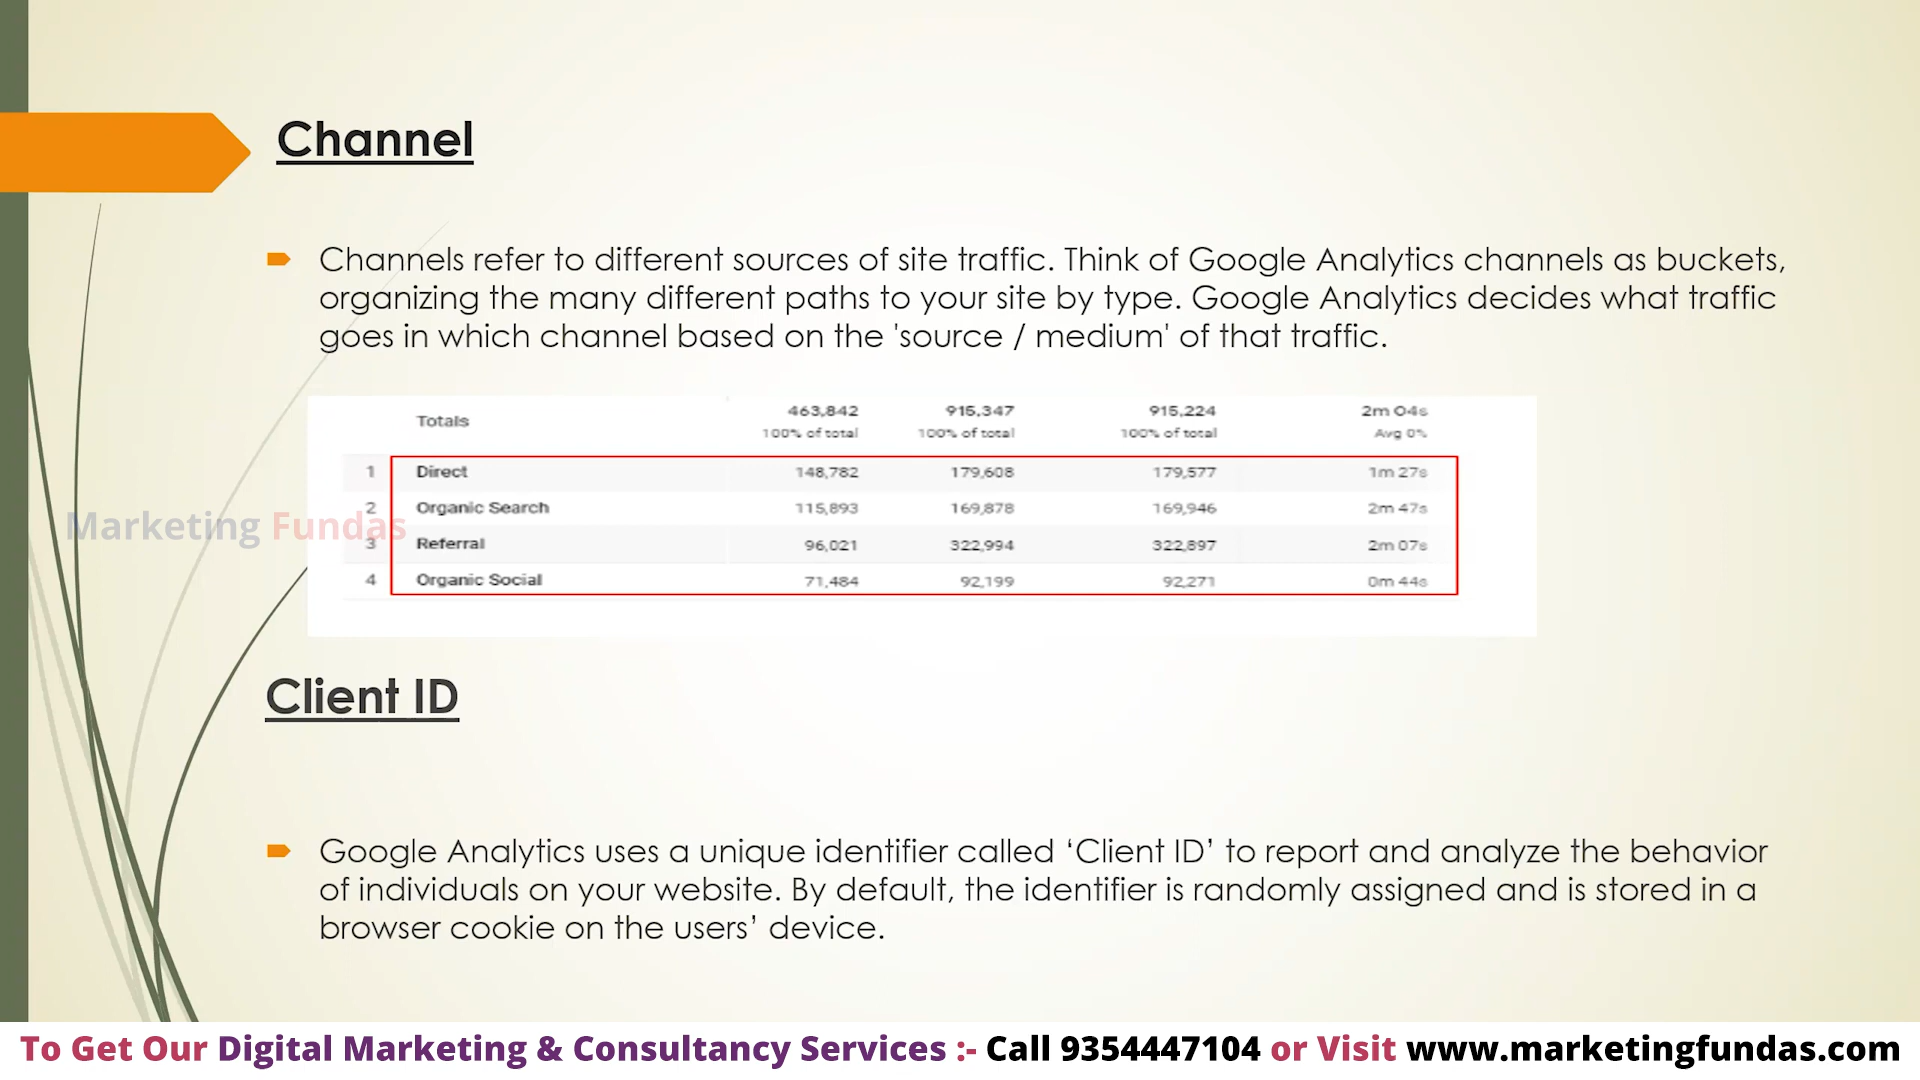 Channel
Channels refer to different sources of site traffic. Think of Google Analytics channels as buckets,
organizing the many different paths to your site by type. Google Analytics decides what traffic
goes in which channel based on the 'source / medium' of that traffic.
Totals 463,842 915,347 915,224 2m 04s
100% of total 100% of total 100% of total Avg 0%
1 Direct 148,782 179,608 179,577 1m 27s
2 Organic Search 115,893 169,878 169,946 2m 47s
Marketing Fundas
3 Referral 96,021 322,994 322,897 2m 07s
4 Organic Social 71,484 92,199 92,271 0m 44s
Client ID
Google Analytics uses a unique identifier called ‘Client ID’ to report and analyze the behavior
of individuals on your website. By default, the identifier is randomly assigned and is stored in a
browser cookie on the users’ device.
To Get Our Digital Marketing & Consultancy Services :- Call 9354447104 or Visit www.marketingfundas.com